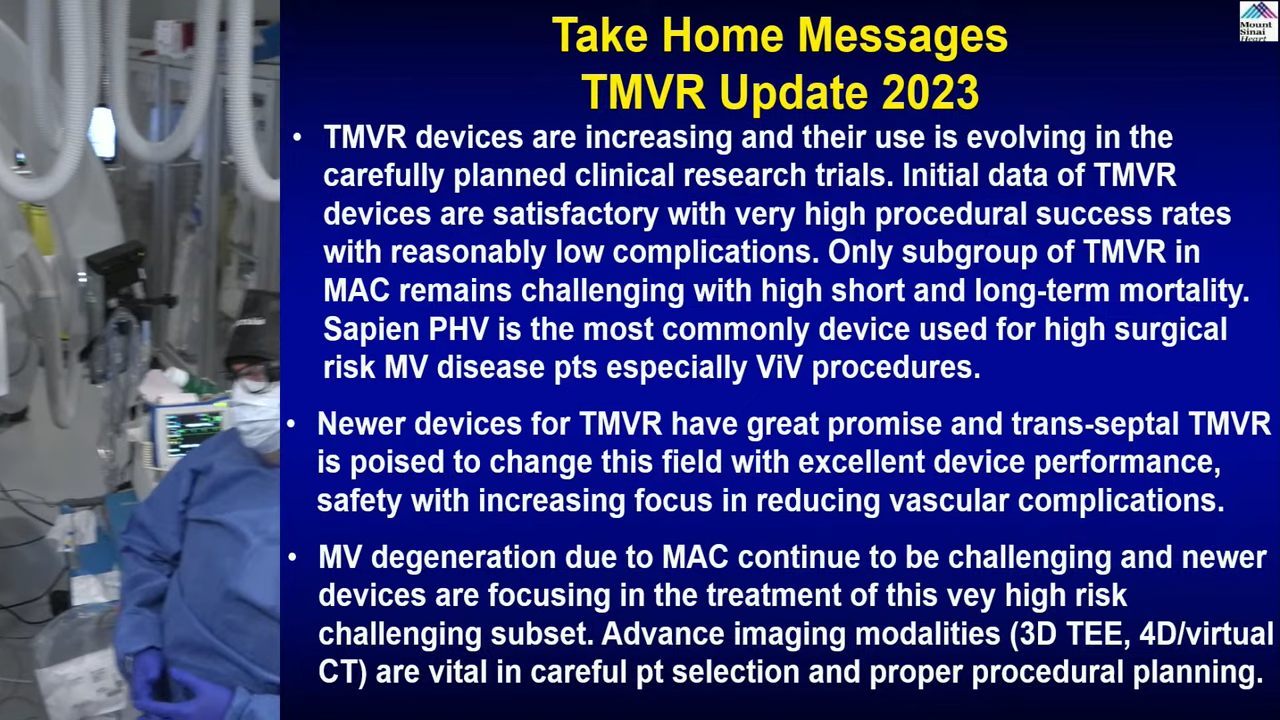 Take Home Messages
TMVR Update 2023
Mount
Sinai
Heart
• TMVR devices are increasing and their use is evolving in the
carefully planned clinical research trials. Initial data of TMVR
devices are satisfactory with very high procedural success rates
with reasonably low complications. Only subgroup of TMVR in
MAC remains challenging with high short and long-term mortality.
Sapien PHV is the most commonly device used for high surgical
risk MV disease pts especially ViV procedures.
• Newer devices for TMVR have great promise and trans-septal TMVR
is poised to change this field with excellent device performance,
safety with increasing focus in reducing vascular complications.
• MV degeneration due to MAC continue to be challenging and newer
devices are focusing in the treatment of this vey high risk
challenging subset. Advance imaging modalities (3D TEE, 4D/virtual
CT) are vital in careful pt selection and proper procedural planning.